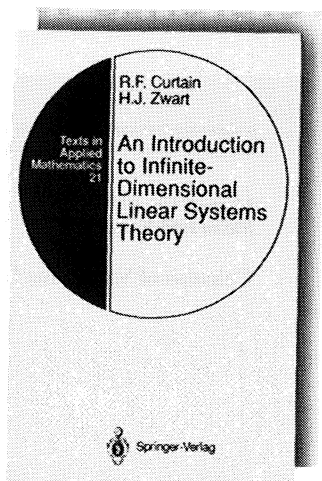 R.F. Curtain
H.J. Zwart
Texts in
Applied
Mathematics
21
An Introduction
to Infinite-
Dimensional
Linear Systems
Theory
Springer-Verlag